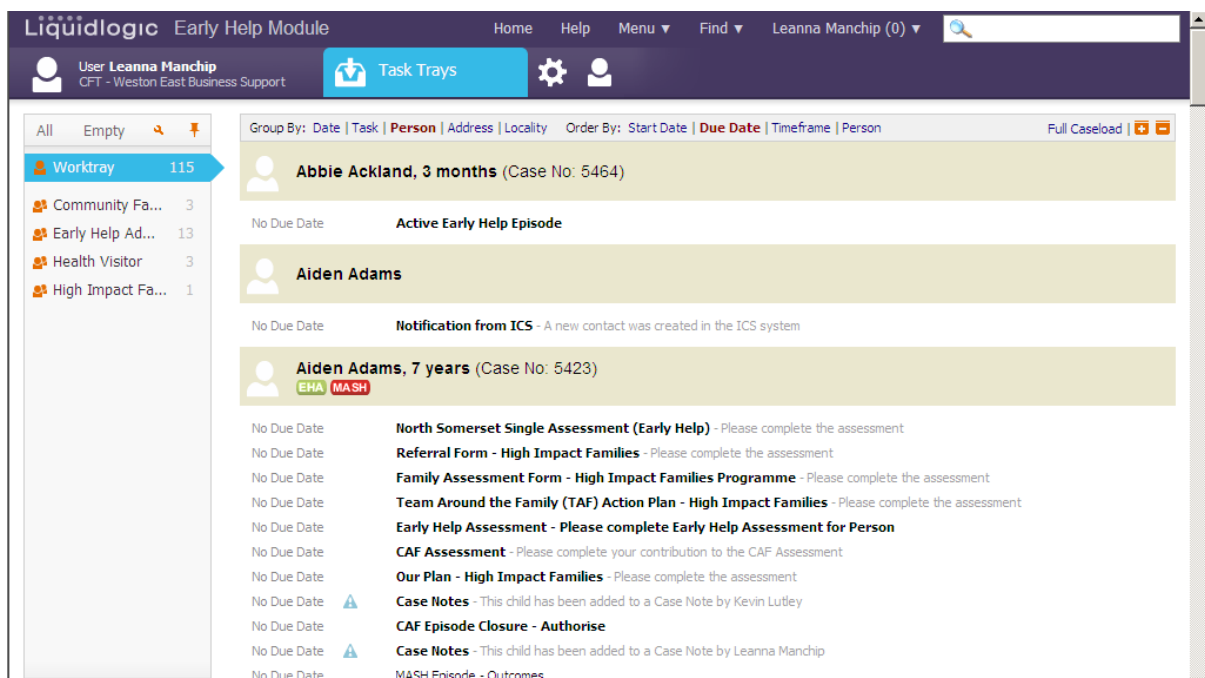 Liquidlogic Early Help Module Home Help Menu ▼ Find ▼ Leanna Manchip (0) ▼
User Leanna Manchip
CFT - Weston East Business Support
Task Trays
All Empty
Group By: Date | Task | Person | Address | Locality Order By: Start Date | Due Date | Timeframe | Person Full Caseload |
Worktray 115
Community Fa... 3
Early Help Ad... 13
Health Visitor 3
High Impact Fa... 1
Abbie Ackland, 3 months (Case No: 5464)
No Due Date Active Early Help Episode
Aiden Adams
No Due Date Notification from ICS - A new contact was created in the ICS system
Aiden Adams, 7 years (Case No: 5423)
EHA MASH
No Due Date North Somerset Single Assessment (Early Help) - Please complete the assessment
No Due Date Referral Form - High Impact Families - Please complete the assessment
No Due Date Family Assessment Form - High Impact Families Programme - Please complete the assessment
No Due Date Team Around the Family (TAF) Action Plan - High Impact Families - Please complete the assessment
No Due Date Early Help Assessment - Please complete Early Help Assessment for Person
No Due Date CAF Assessment - Please complete your contribution to the CAF Assessment
No Due Date Our Plan - High Impact Families - Please complete the assessment
No Due Date Case Notes - This child has been added to a Case Note by Kevin Lutley
No Due Date CAF Episode Closure - Authorise
No Due Date Case Notes - This child has been added to a Case Note by Leanna Manchip
No Due Date MASH Episode - Outcomes